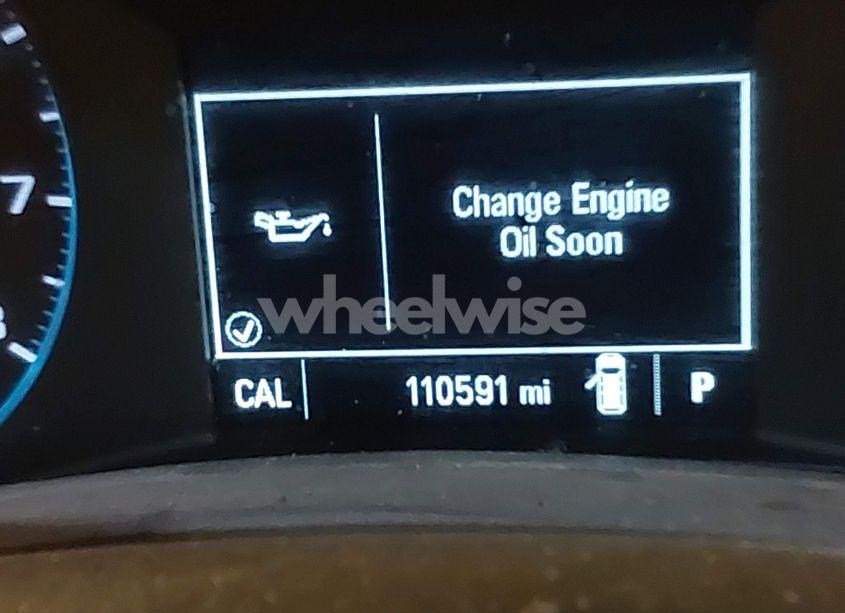 7
Change Engine
Oil Soon
wheelwise
CAL
110591 mi
P